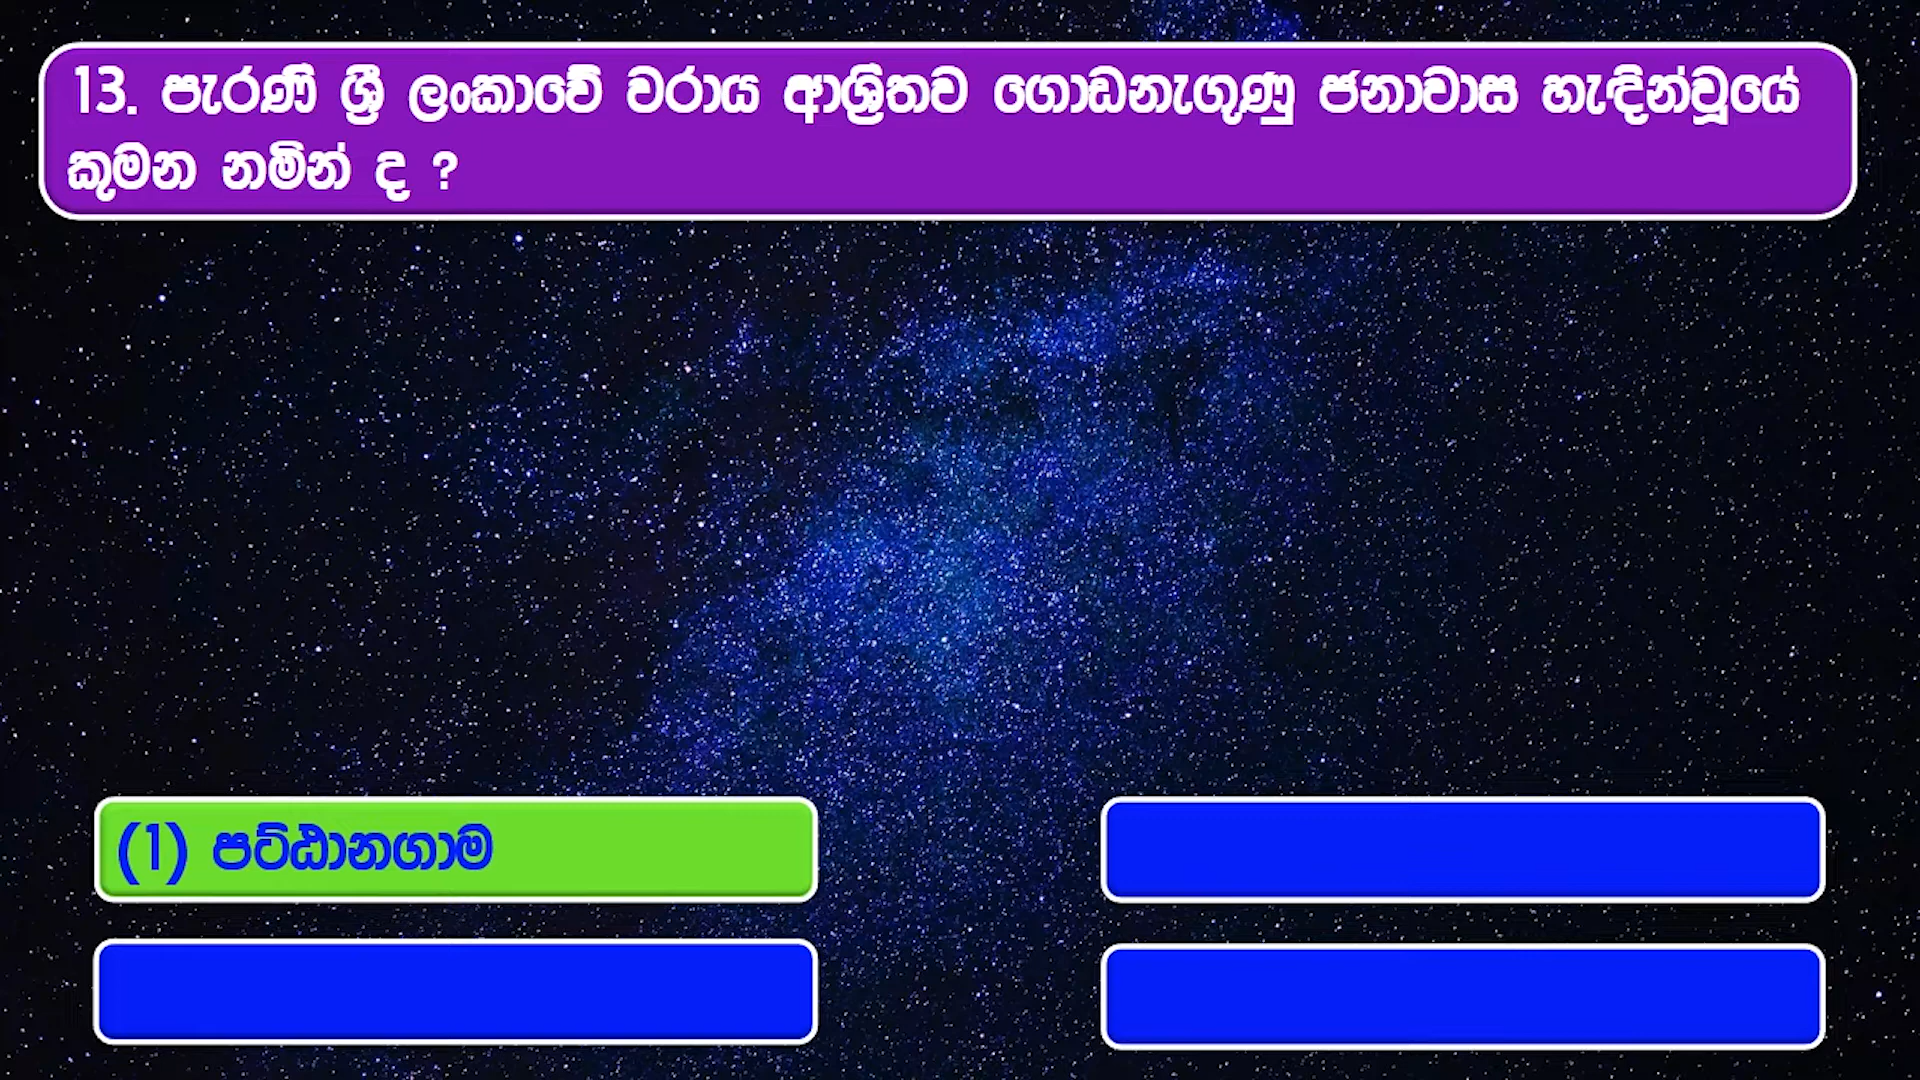 13. පැරණි ශ්‍රී ලංකාවේ වරාය ආශ්‍රිතව ගොඩනැගුණු ජනාවාස හැඳින්වූයේ
කුමන නමින් ද ?
(1) පට්ඨානගාම